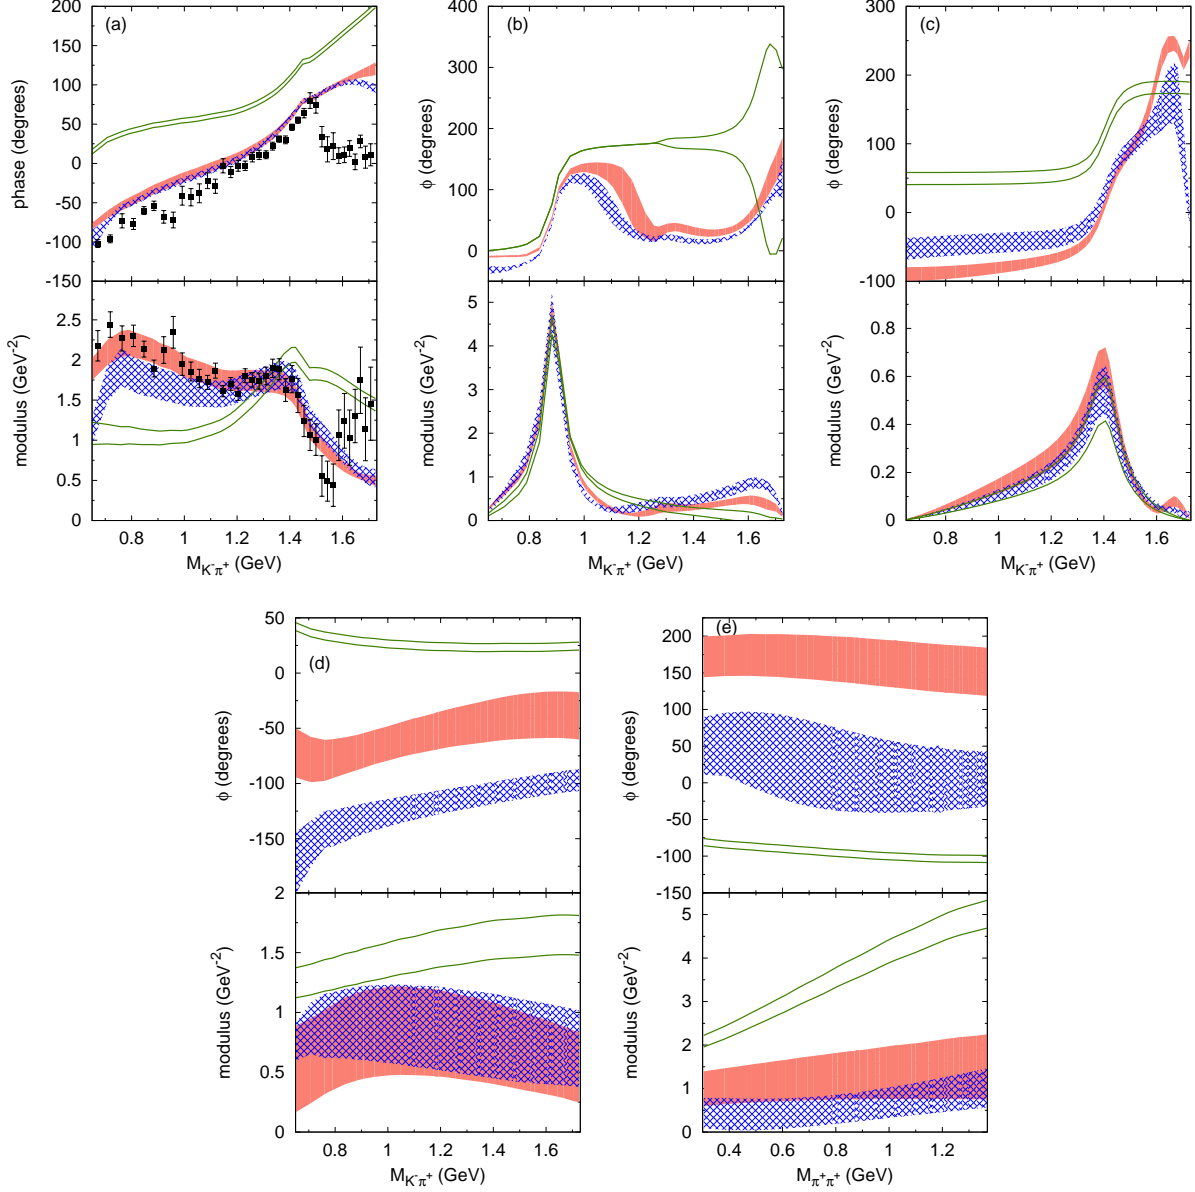 200
150
100
50
0
-50
-100
-150
phase (degrees)
(a)
400
300
200
100
0
ϕ (degrees)
(b)
300
200
100
0
-100
ϕ (degrees)
(c)
2.5
2
1.5
1
0.5
0
modulus (GeV⁻²)
0.8 1 1.2 1.4 1.6
M_K⁻π⁺ (GeV)
5
4
3
2
1
0
modulus (GeV⁻²)
0.8 1 1.2 1.4 1.6
M_K⁻π⁺ (GeV)
0.8
0.6
0.4
0.2
0
modulus (GeV⁻²)
0.8 1 1.2 1.4 1.6
M_K⁻π⁺ (GeV)
50
0
-50
-100
-150
ϕ (degrees)
(d)
200
150
100
50
0
-50
-100
-150
ϕ (degrees)
(e)
2
1.5
1
0.5
0
modulus (GeV⁻²)
0.8 1 1.2 1.4 1.6
M_K⁻π⁺ (GeV)
5
4
3
2
1
0
modulus (GeV⁻²)
0.4 0.6 0.8 1 1.2
M_π⁺π⁺ (GeV)